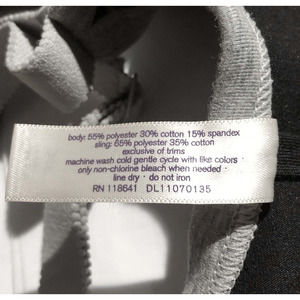 body: 55% polyester 30% cotton 15% spandex
sling: 65% polyester 35% cotton
exclusive of trims
machine wash cold gentle cycle with like colors ·
only non-chlorine bleach when needed ·
line dry · do not iron
RN 118641 DL11070135